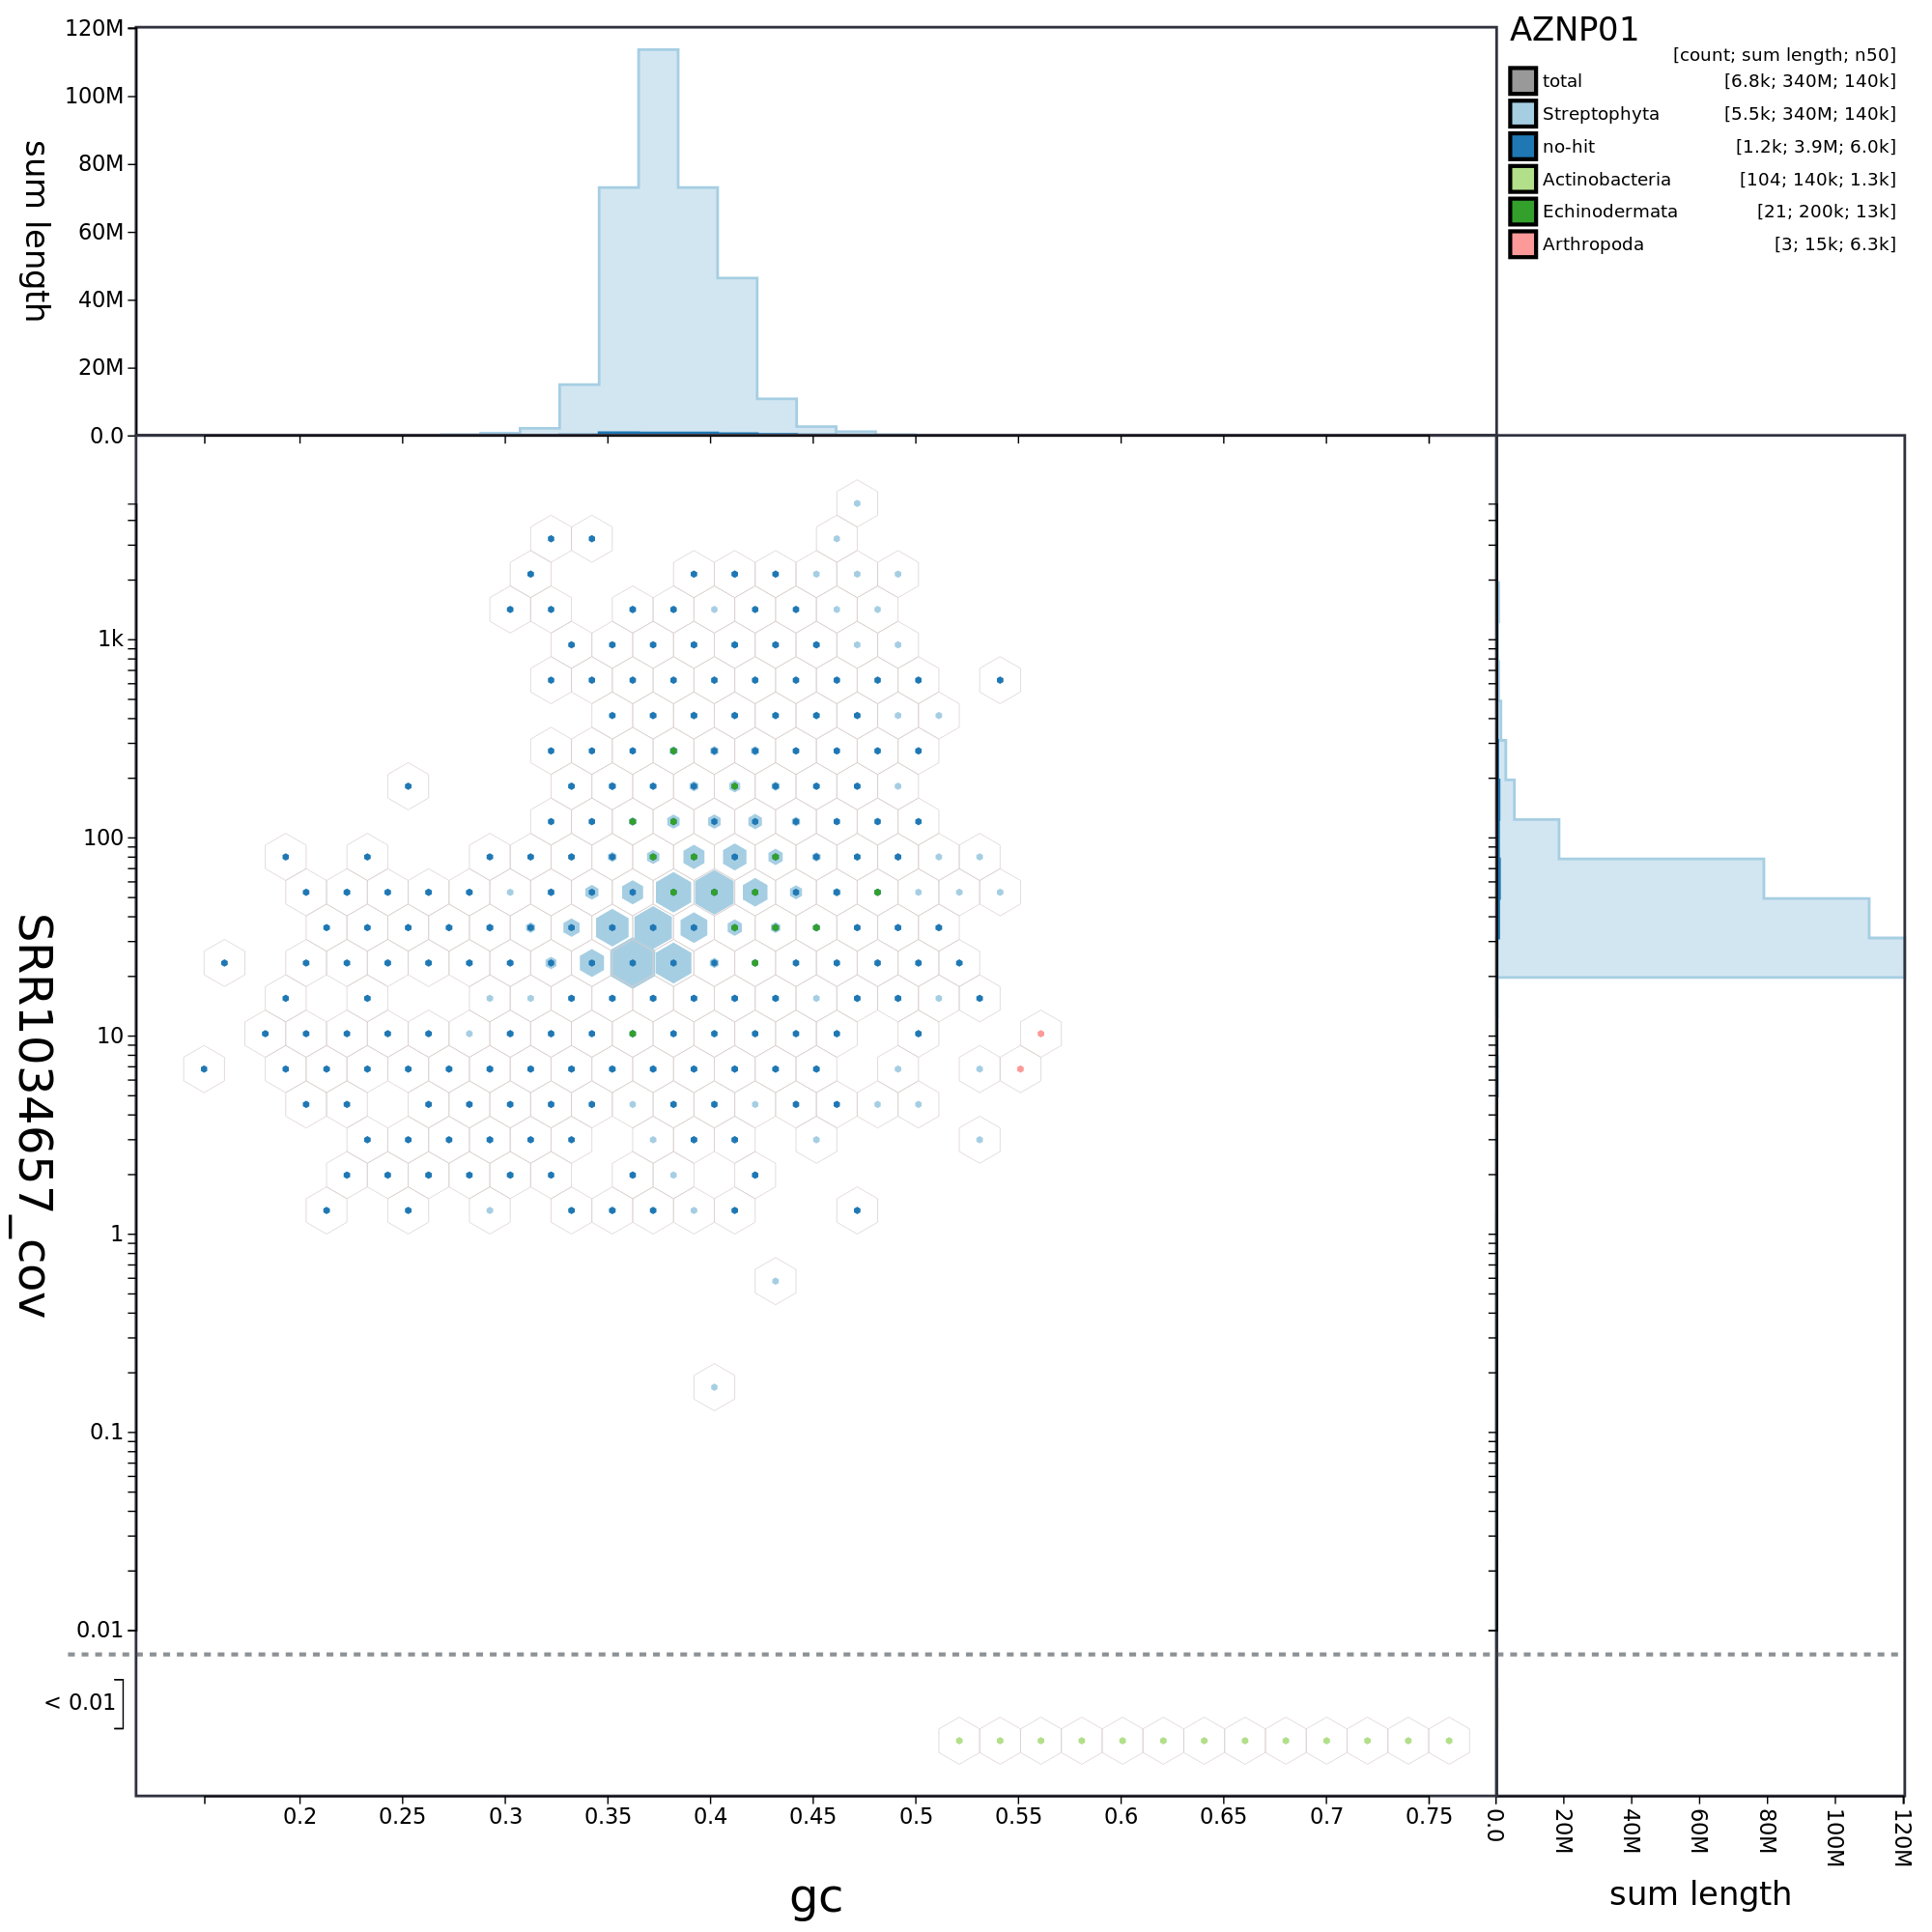 AZNP01
[count; sum length; n50]
total [6.8k; 340M; 140k]
Streptophyta [5.5k; 340M; 140k]
no-hit [1.2k; 3.9M; 6.0k]
Actinobacteria [104; 140k; 1.3k]
Echinodermata [21; 200k; 13k]
Arthropoda [3; 15k; 6.3k]
120M
100M
80M
60M
40M
20M
0.0
sum length
1k
100
10
1
0.1
0.01
< 0.01
SRR1034657_cov
0.2 0.25 0.3 0.35 0.4 0.45 0.5 0.55 0.6 0.65 0.7 0.75
gc
0.0 20M 40M 60M 80M 100M 120M
sum length